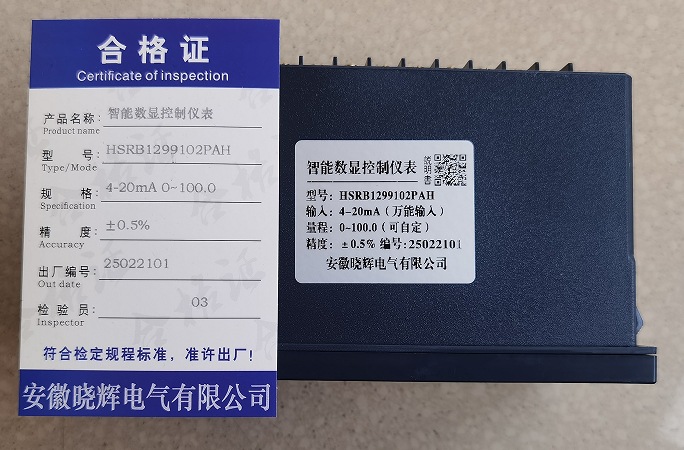 合格证
Certificate of inspection
产品名称: 智能数显控制仪表
Product name
型 号: HSRB1299102PAH
Type/Mode
规 格: 4-20mA 0~100.0
Specification
精 度: ±0.5%
Accuracy
出厂编号: 25022101
Out date
检 验 员: 03
Inspector
符合检定规程标准，准许出厂!
安徽晓辉电气有限公司
智能数显控制仪表
説明書
型号: HSRB1299102PAH
输入: 4-20mA (万能输入)
量程: 0~100.0 (可自定)
精度: ±0.5% 编号:25022101
安徽晓辉电气有限公司